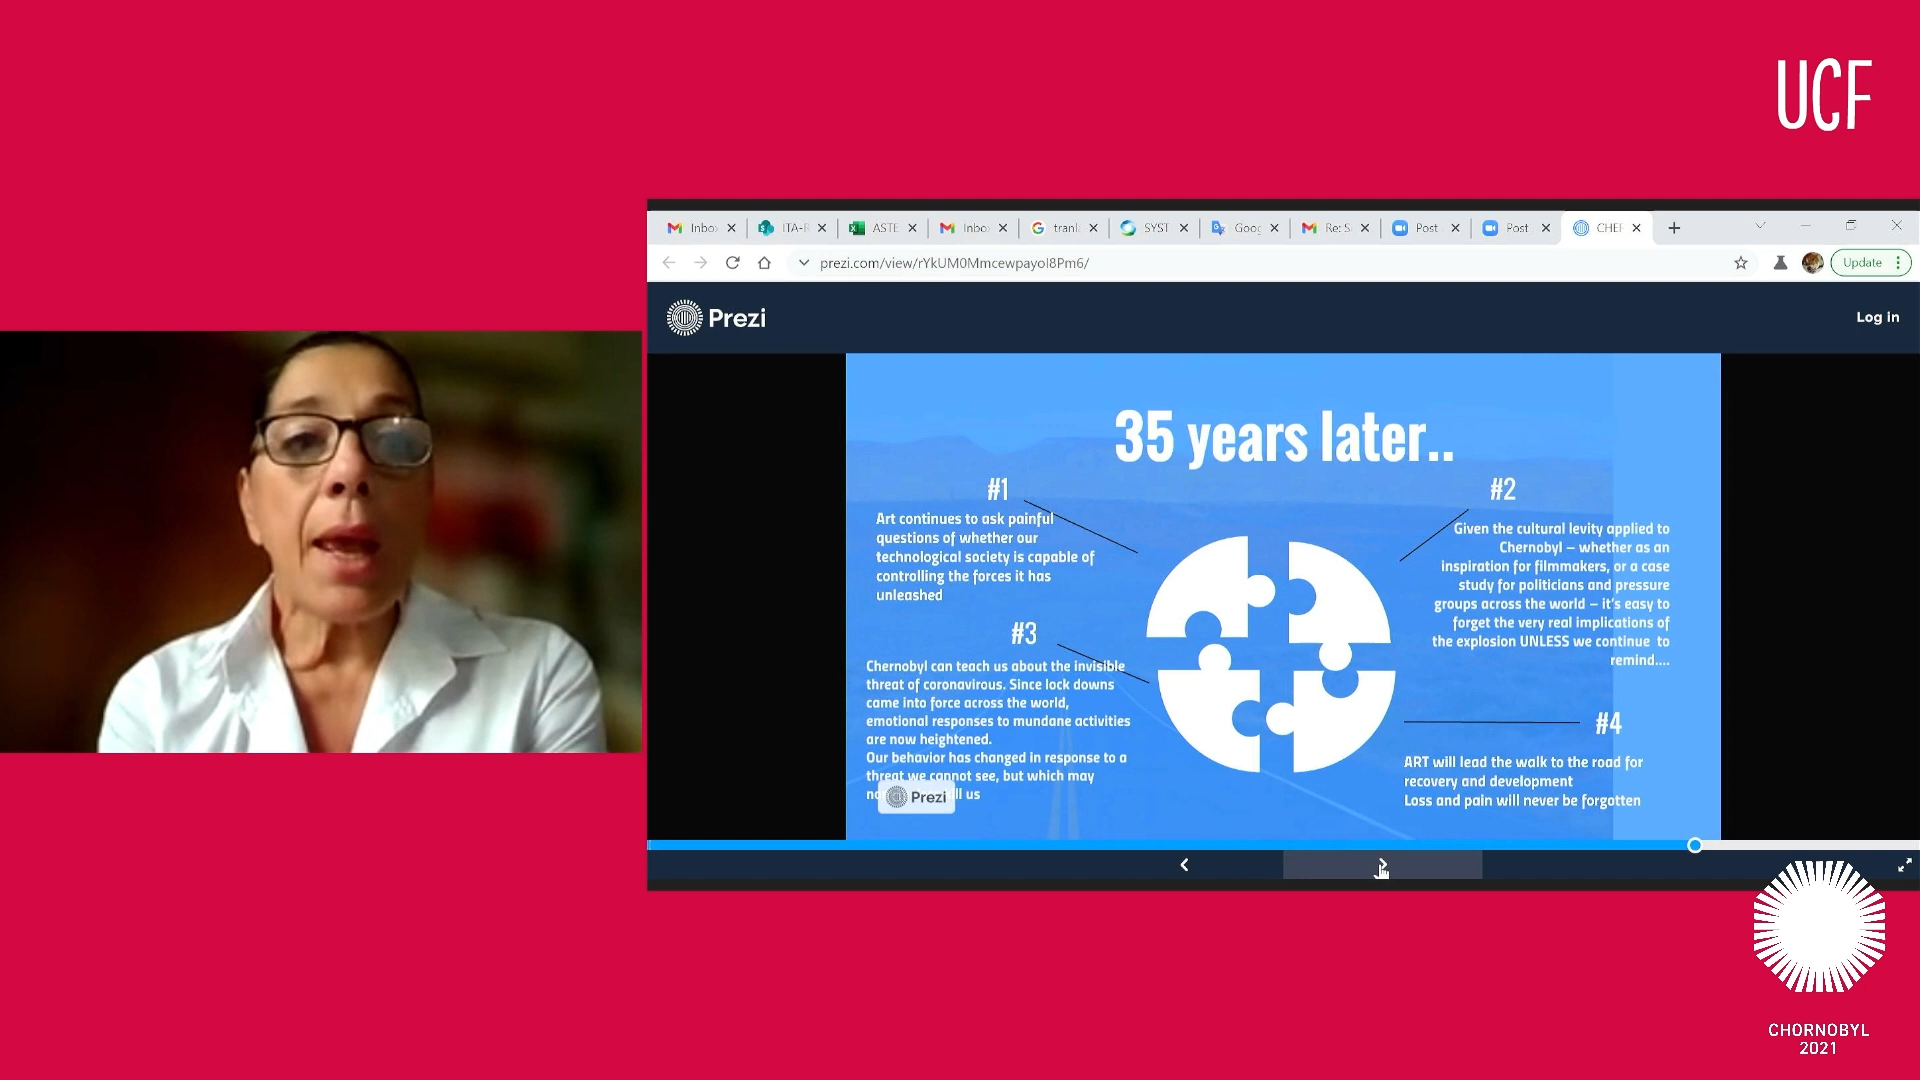 UCF
Inbo
ITA-F
ASTE
Inbo
tranl
SYST
Goog
Re: S
Post
Post
CHEF
prezi.com/view/rYkUM0MmcewpayoI8Pm6/
Update
Prezi
Log in
35 years later..
#1
Art continues to ask painful
questions of whether our
technological society is capable of
controlling the forces it has
unleashed
#2
Given the cultural levity applied to
Chernobyl – whether as an
inspiration for filmmakers, or a case
study for politicians and pressure
groups across the world – it's easy to
forget the very real implications of
the explosion UNLESS we continue to
remind....
#3
Chernobyl can teach us about the invisible
threat of coronavirus. Since lock downs
came into force across the world,
emotional responses to mundane activities
are now heightened.
Our behavior has changed in response to a
threat we cannot see, but which may
us
Prezi
#4
ART will lead the walk to the road for
recovery and development
Loss and pain will never be forgotten
CHORNOBYL
2021